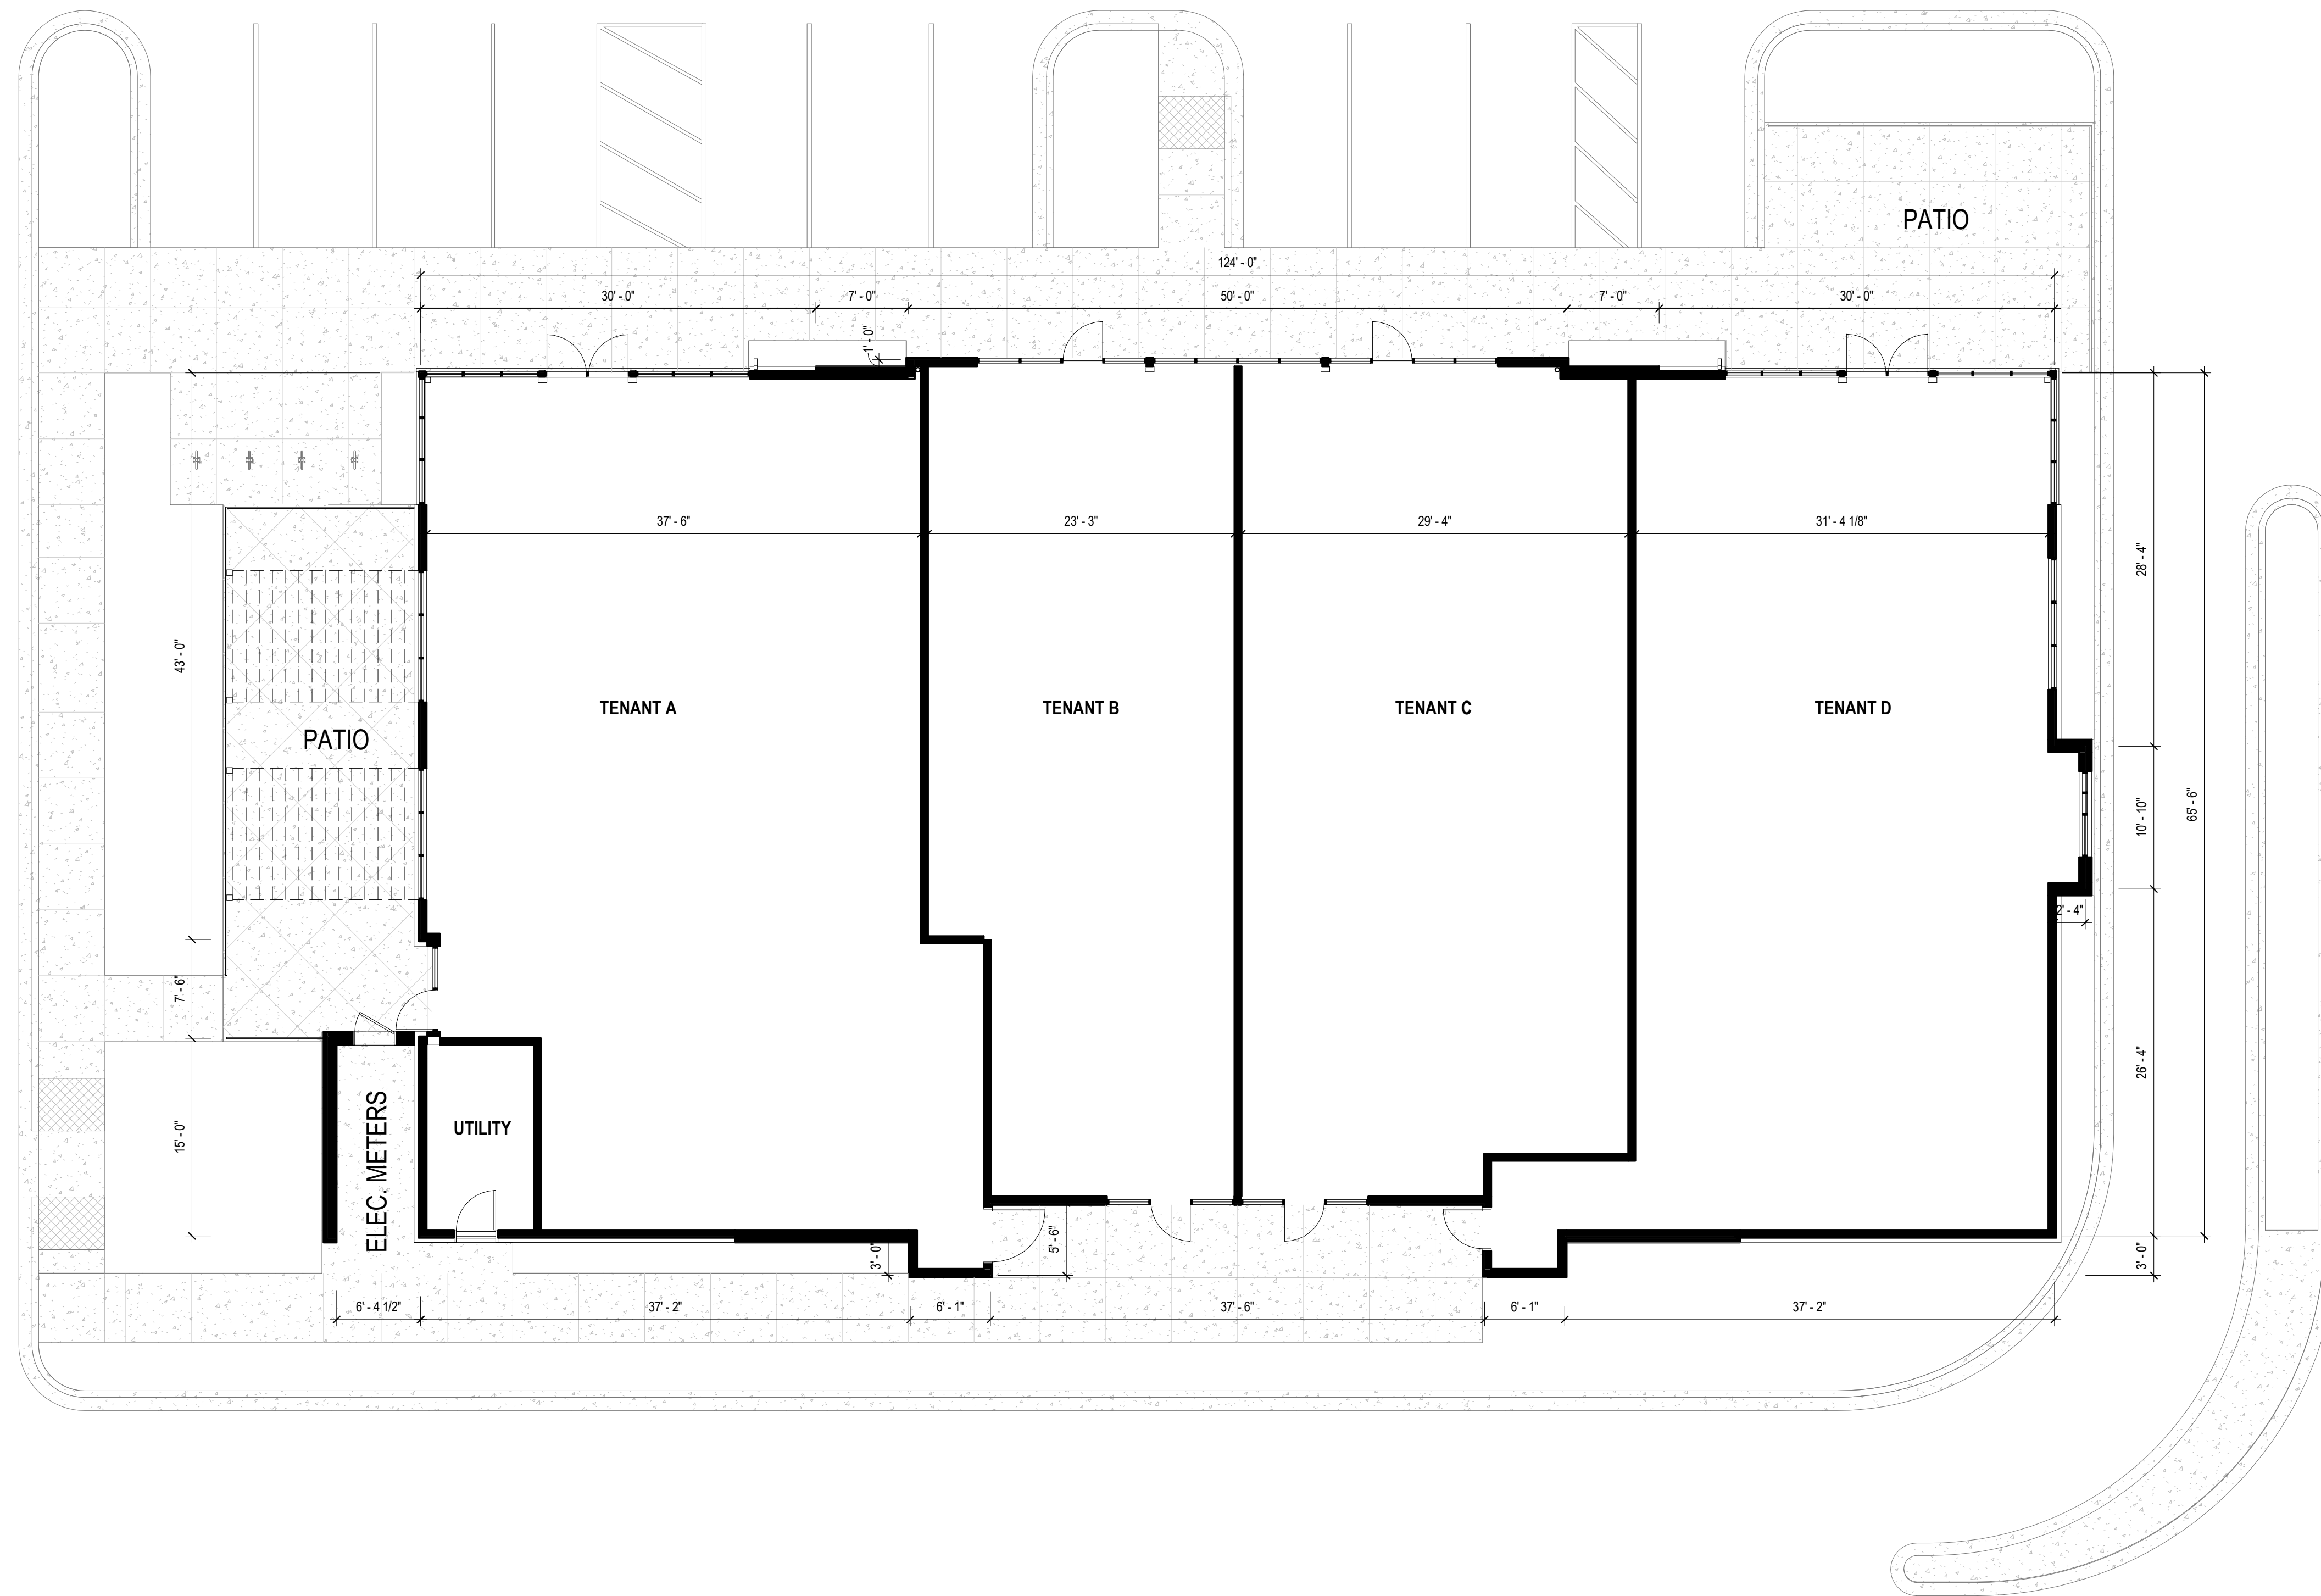 PATIO
124' - 0"
30' - 0"
7' - 0"
50' - 0"
7' - 0"
30' - 0"
1' - 0"
37' - 6"
23' - 3"
29' - 4"
31' - 4 1/8"
28' - 4"
43' - 0"
TENANT A
TENANT B
TENANT C
TENANT D
PATIO
10' - 10"
65' - 6"
2' - 4"
7' - 6"
26' - 4"
15' - 0"
ELEC. METERS
UTILITY
3' - 0"
5' - 6"
3' - 0"
6' - 4 1/2"
37' - 2"
6' - 1"
37' - 6"
6' - 1"
37' - 2"